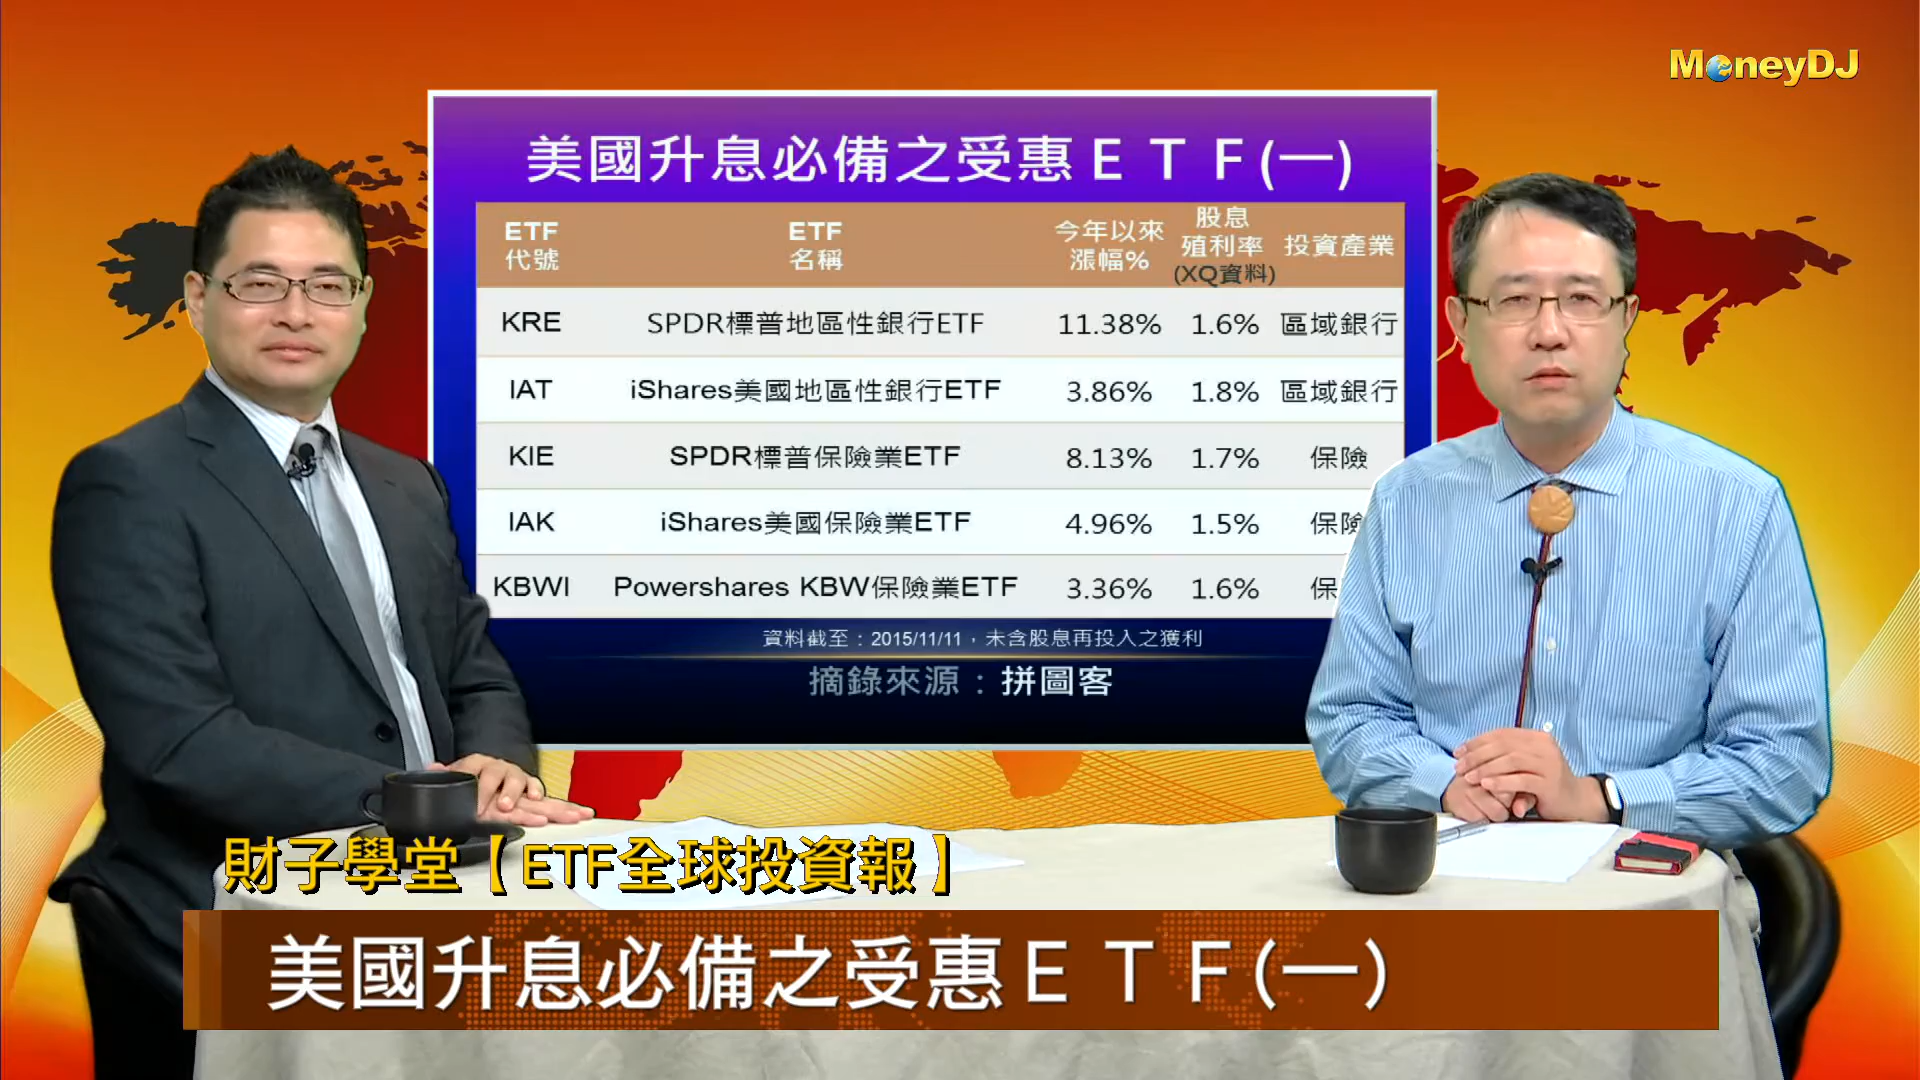 MoneyDJ
美國升息必備之受惠ＥＴＦ(一)
ETF代號 ETF名稱 今年以來漲幅% 股息殖利率(XQ資料) 投資產業
KRE SPDR標普地區性銀行ETF 11.38% 1.6% 區域銀行
IAT iShares美國地區性銀行ETF 3.86% 1.8% 區域銀行
KIE SPDR標普保險業ETF 8.13% 1.7% 保險
IAK iShares美國保險業ETF 4.96% 1.5% 保險
KBWI Powershares KBW保險業ETF 3.36% 1.6% 保
資料截至：2015/11/11，未含股息再投入之獲利
摘錄來源：拼圖客
財子學堂【ETF全球投資報】
美國升息必備之受惠ＥＴＦ(一)